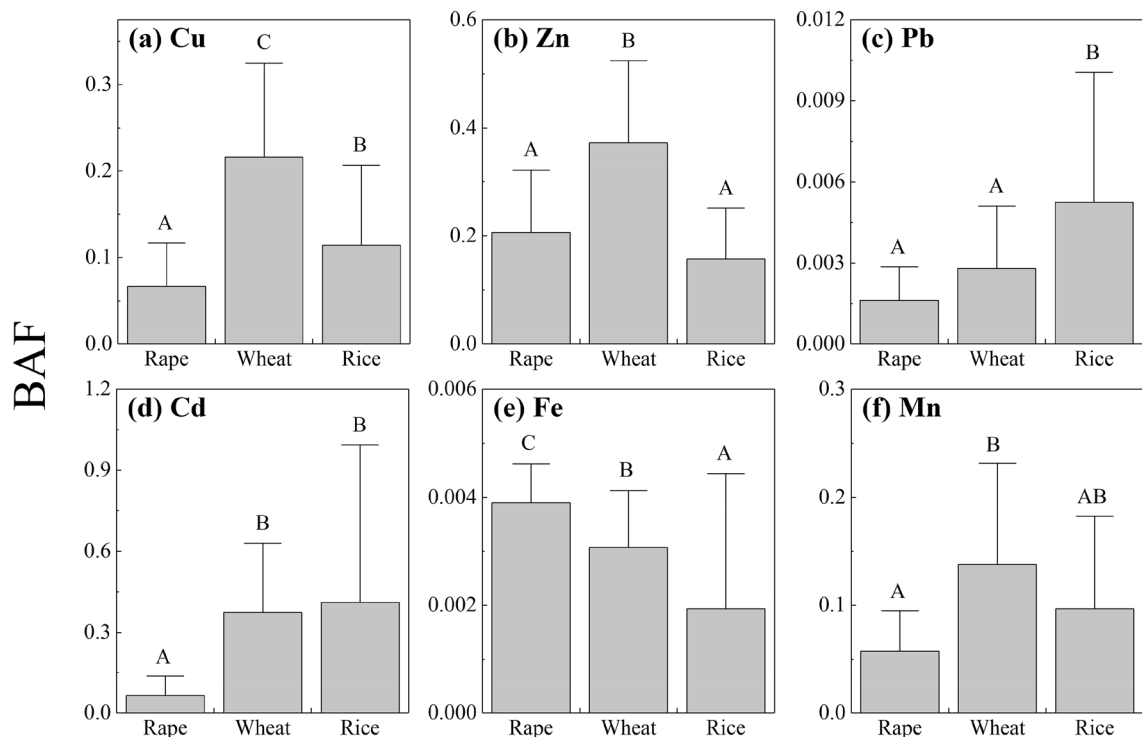 BAF
(a) Cu
0.3
0.2
0.1
0.0
A
C
B
Rape Wheat Rice
(b) Zn
0.6
0.4
0.2
0.0
A
B
A
Rape Wheat Rice
(c) Pb
0.012
0.009
0.006
0.003
0.000
A
A
B
Rape Wheat Rice
(d) Cd
1.2
0.9
0.6
0.3
0.0
A
B
B
Rape Wheat Rice
(e) Fe
0.006
0.004
0.002
0.000
C
B
A
Rape Wheat Rice
(f) Mn
0.3
0.2
0.1
0.0
A
B
AB
Rape Wheat Rice